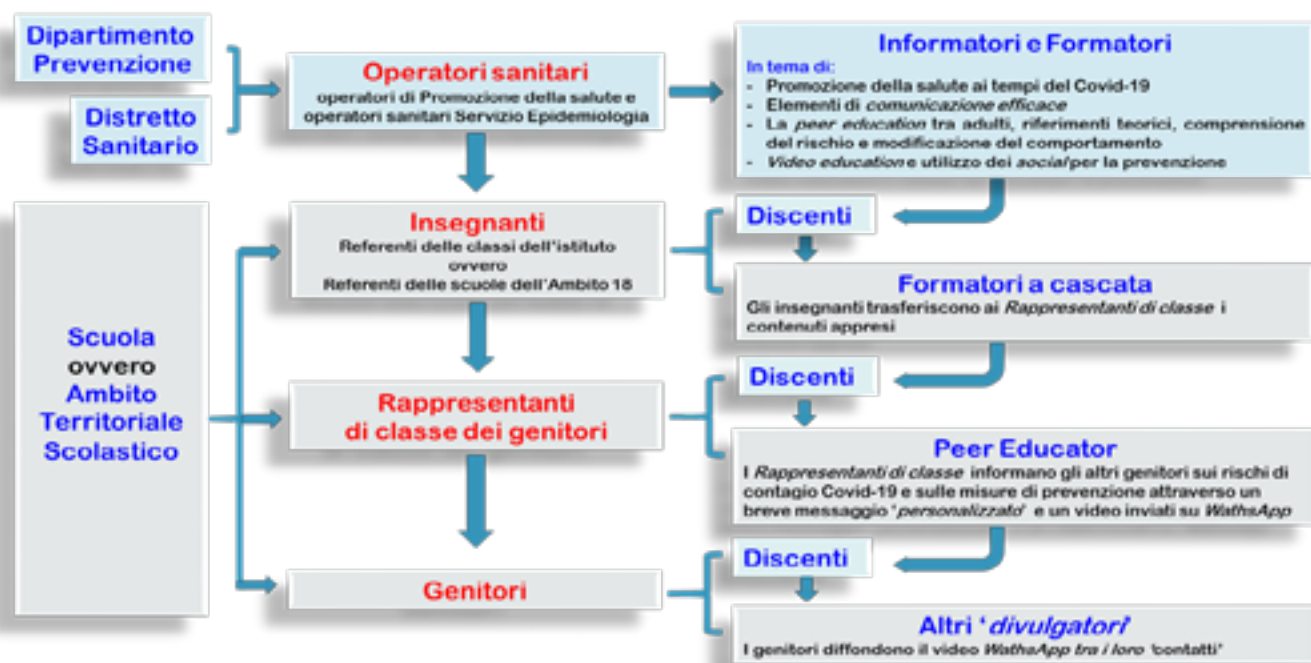 Dipartimento
Prevenzione
Distretto
Sanitario
Operatori sanitari
operatori di Promozione della salute e
operatori sanitari Servizio Epidemiologia
Informatori e Formatori
In tema di:
- Promozione della salute ai tempi del Covid-19
- Elementi di comunicazione efficace
- La peer education tra adulti, riferimenti teorici, comprensione
del rischio e modificazione del comportamento
- Video education e utilizzo dei social per la prevenzione
Scuola
ovvero
Ambito
Territoriale
Scolastico
Insegnanti
Referenti delle classi dell'istituto
ovvero
Referenti delle scuole dell'Ambito 18
Discenti
Formatori a cascata
Gli insegnanti trasferiscono ai Rappresentanti di classe i
contenuti appresi
Rappresentanti
di classe dei genitori
Discenti
Peer Educator
I Rappresentanti di classe informano gli altri genitori sui rischi di
contagio Covid-19 e sulle misure di prevenzione attraverso un
breve messaggio 'personalizzato' e un video inviati su WathsApp
Genitori
Discenti
Altri 'divulgatori'
I genitori diffondono il video WathsApp tra i loro 'contatti'